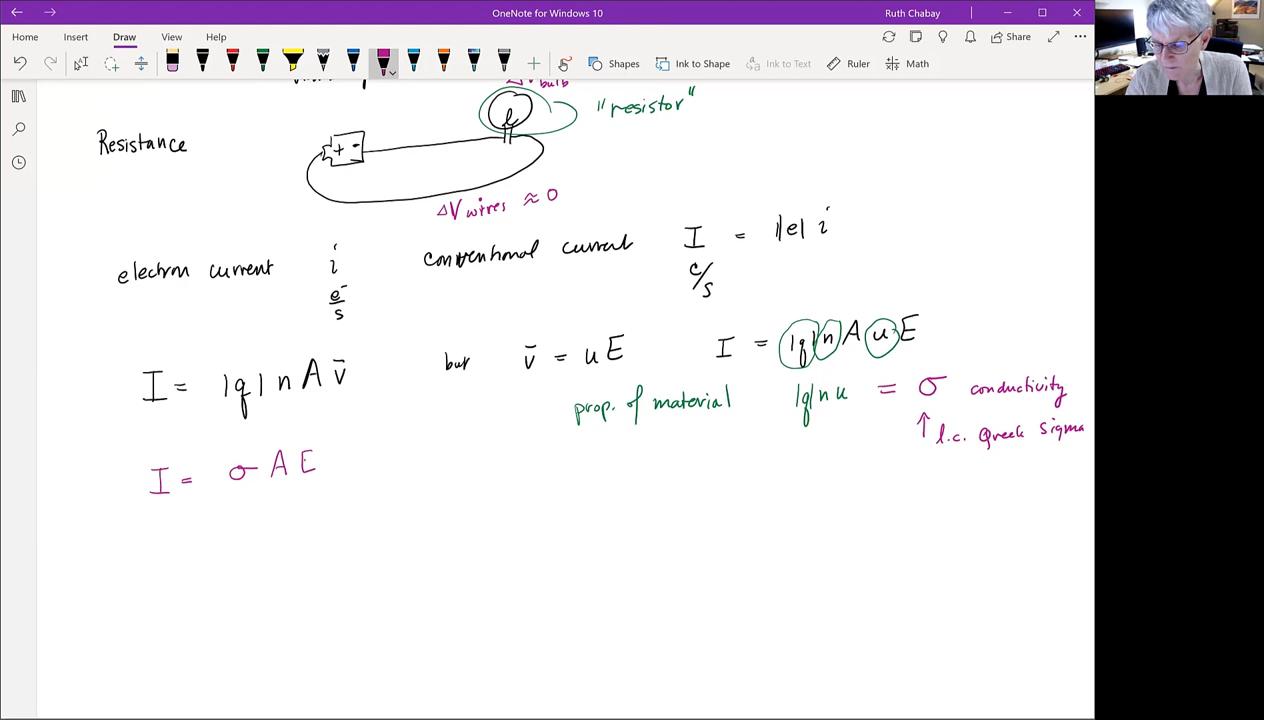 OneNote for Windows 10
Ruth Chabay
Home Insert Draw View Help
Share
Shapes Ink to Shape Ink to Text Ruler Math
bulb
"resistor"
Resistance
+ -
ΔV wires ≈ 0
electron current i
e⁻/s
conventional current I = |e| i
C/s
I = |q| n A v̄
but v̄ = u E
I = |q| n A u E
prop. of material |q| n u = σ conductivity
↑ l.c. Greek sigma
I = σ A E